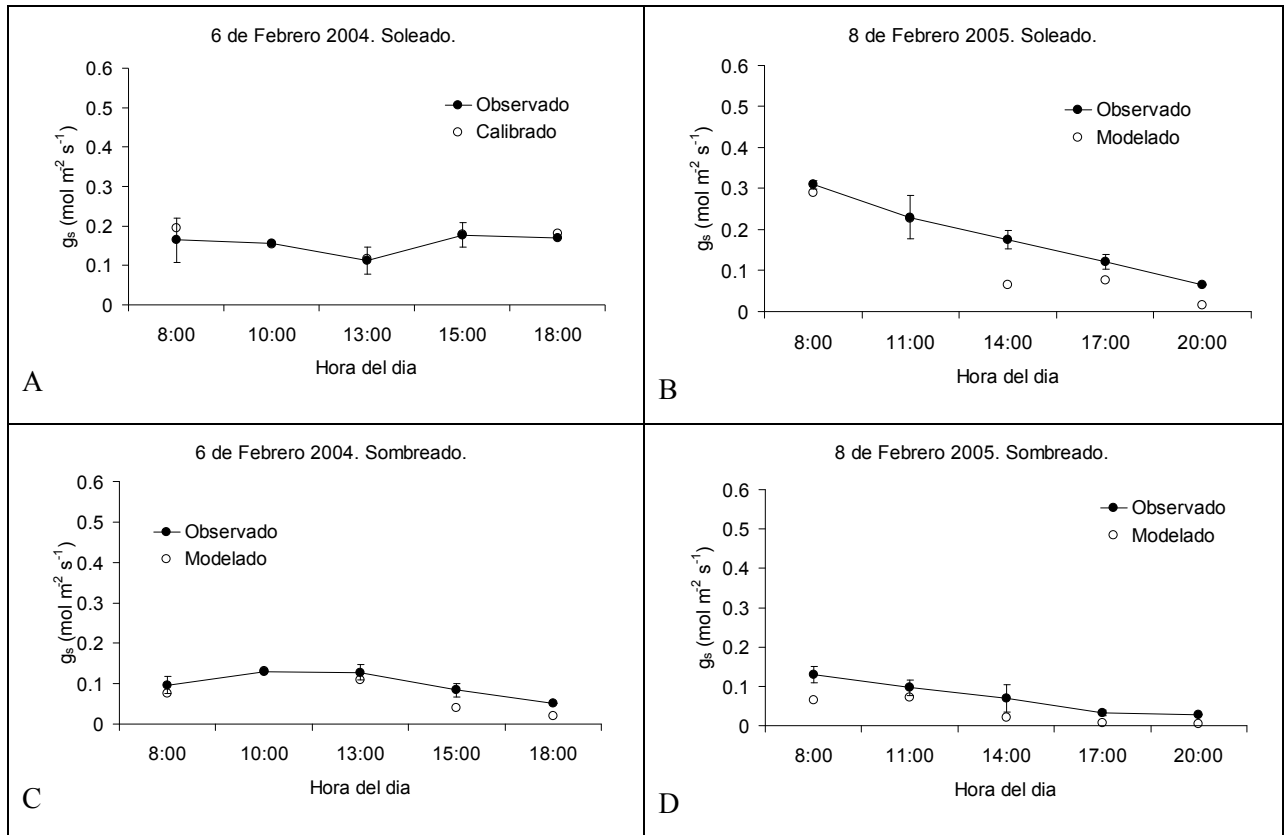 6 de Febrero 2004. Soleado.
0.6
0.5
0.4
0.3
0.2
0.1
0
gs (mol m-2 s-1)
Observado
Calibrado
8:00 10:00 13:00 15:00 18:00
Hora del dia
A
8 de Febrero 2005. Soleado.
0.6
0.5
0.4
0.3
0.2
0.1
0
gs (mol m-2 s-1)
Observado
Modelado
8:00 11:00 14:00 17:00 20:00
Hora del dia
B
6 de Febrero 2004. Sombreado.
0.6
0.5
0.4
0.3
0.2
0.1
0
gs (mol m-2 s-1)
Observado
Modelado
8:00 10:00 13:00 15:00 18:00
Hora del dia
C
8 de Febrero 2005. Sombreado.
0.6
0.5
0.4
0.3
0.2
0.1
0
gs (mol m-2 s-1)
Observado
Modelado
8:00 11:00 14:00 17:00 20:00
Hora del dia
D